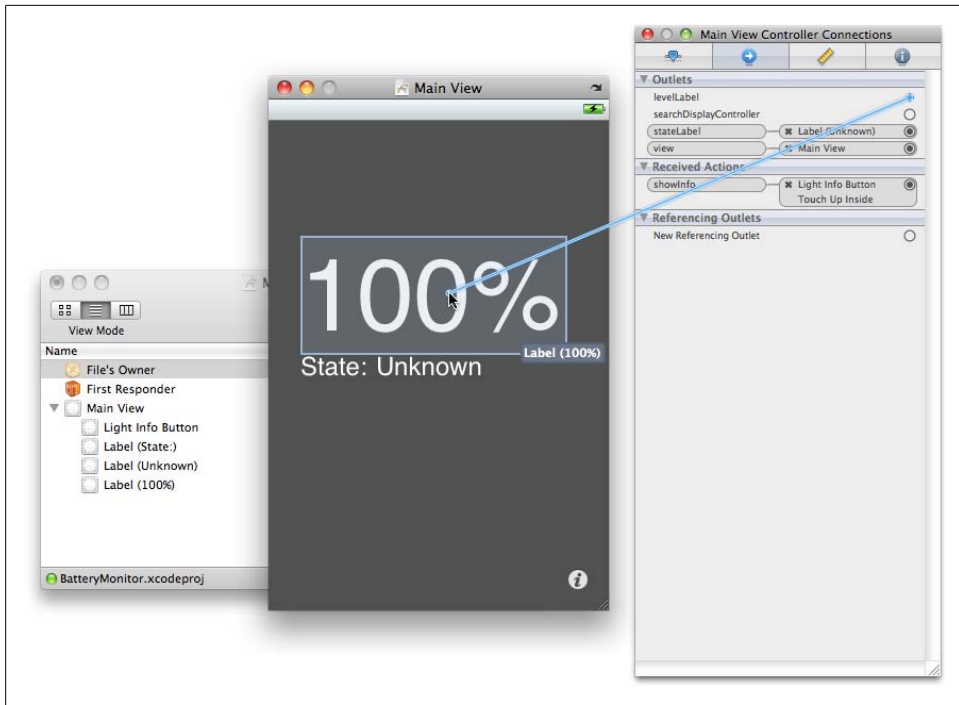 Main View Controller Connections
Outlets
levelLabel
searchDisplayController
stateLabel
Label (Unknown)
view
Main View
Received Actions
showInfo
Light Info Button
Touch Up Inside
Referencing Outlets
New Referencing Outlet
Main View
100%
Label (100%)
State: Unknown
i
M
View Mode
Name
File's Owner
First Responder
Main View
Light Info Button
Label (State:)
Label (Unknown)
Label (100%)
BatteryMonitor.xcodeproj